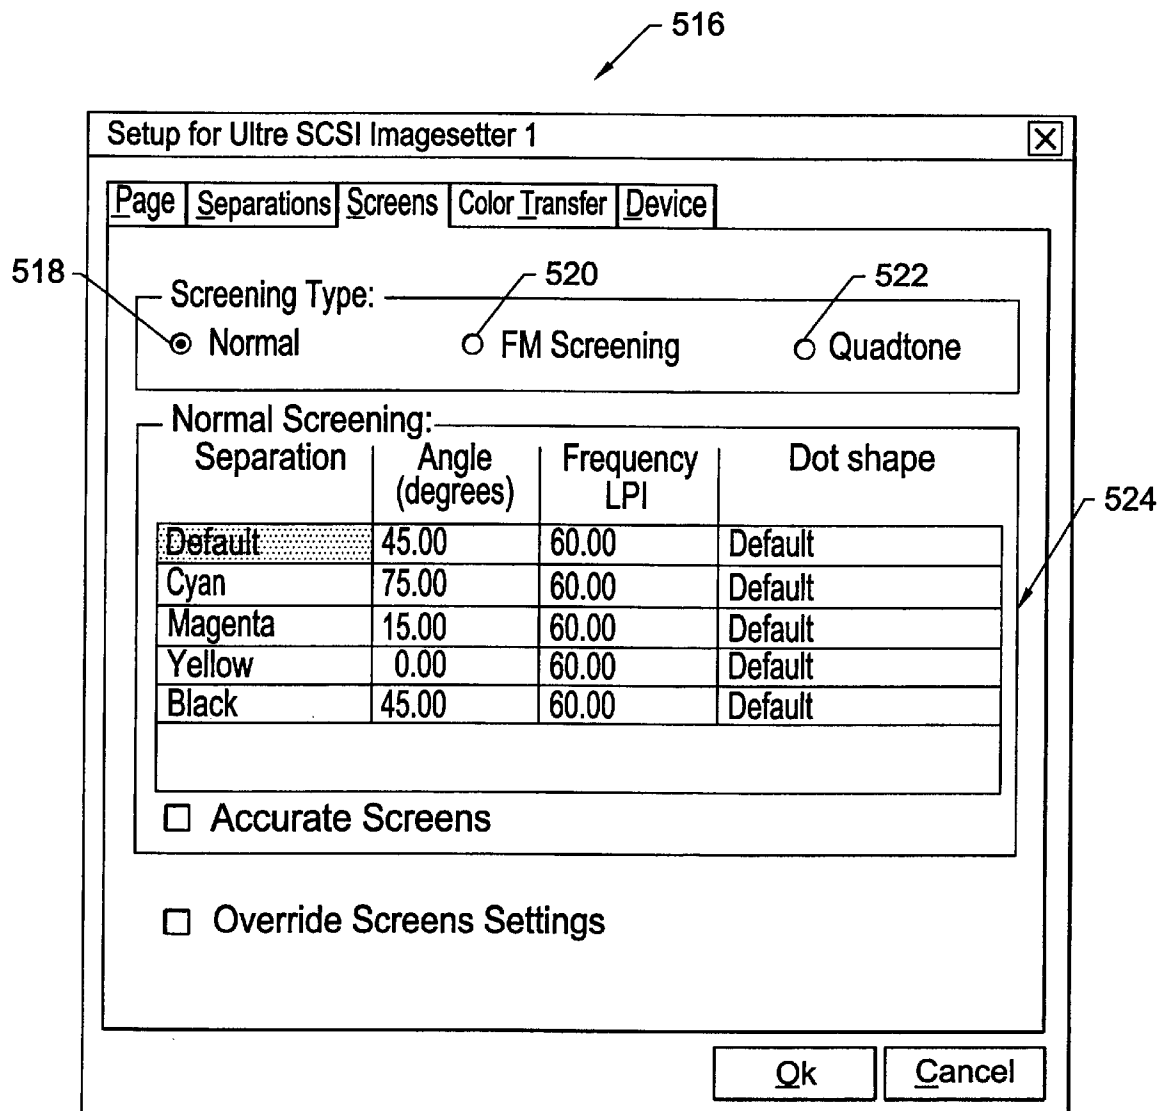 516
Setup for Ultre SCSI Imagesetter 1
Page Separations Screens Color Transfer Device
518 520 522
Screening Type:
Normal FM Screening Quadtone
Normal Screening:
Separation Angle (degrees) Frequency LPI Dot shape
524
Default 45.00 60.00 Default
Cyan 75.00 60.00 Default
Magenta 15.00 60.00 Default
Yellow 0.00 60.00 Default
Black 45.00 60.00 Default
Accurate Screens
Override Screens Settings
Ok Cancel